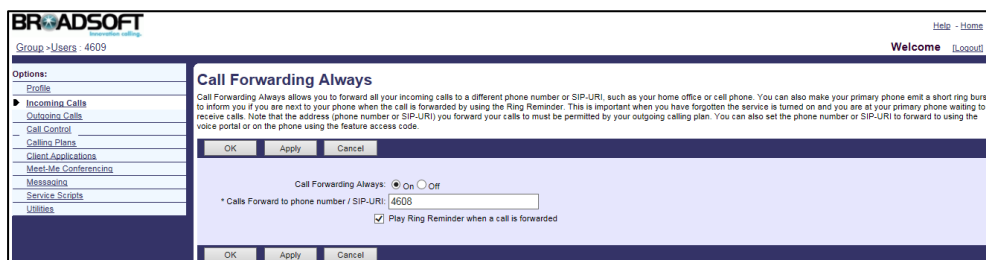 BROADSOFT
Innovation calling.
Help - Home
Group >Users : 4609
Welcome [Logout]
Options:
Profile
Incoming Calls
Outgoing Calls
Call Control
Calling Plans
Client Applications
Meet-Me Conferencing
Messaging
Service Scripts
Utilities
Call Forwarding Always
Call Forwarding Always allows you to forward all your incoming calls to a different phone number or SIP-URI, such as your home office or cell phone. You can also make your primary phone emit a short ring burs
to inform you if you are next to your phone when the call is forwarded by using the Ring Reminder. This is important when you have forgotten the service is turned on and you are at your primary phone waiting to
receive calls. Note that the address (phone number or SIP-URI) you forward your calls to must be permitted by your outgoing calling plan. You can also set the phone number or SIP-URI to forward to using the
voice portal or on the phone using the feature access code.
OK Apply Cancel
Call Forwarding Always: On Off
* Calls Forward to phone number / SIP-URI: 4608
Play Ring Reminder when a call is forwarded
OK Apply Cancel